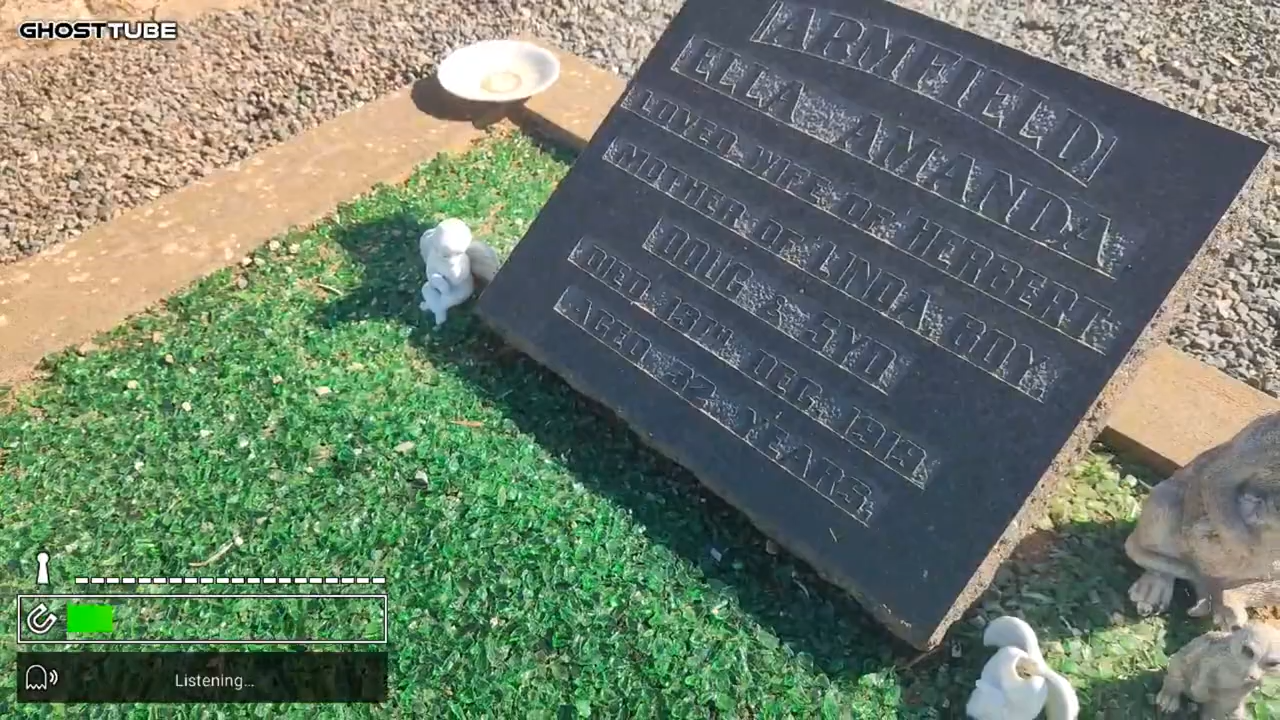 GHOSTTUBE
ARMFIELD
ELLA AMANDA
LOVED WIFE OF HERBERT
MOTHER OF LINDA ROY
DOUG & SYD
DIED 13TH DEC. 1919,
AGED 32 YEARS,
Listening...